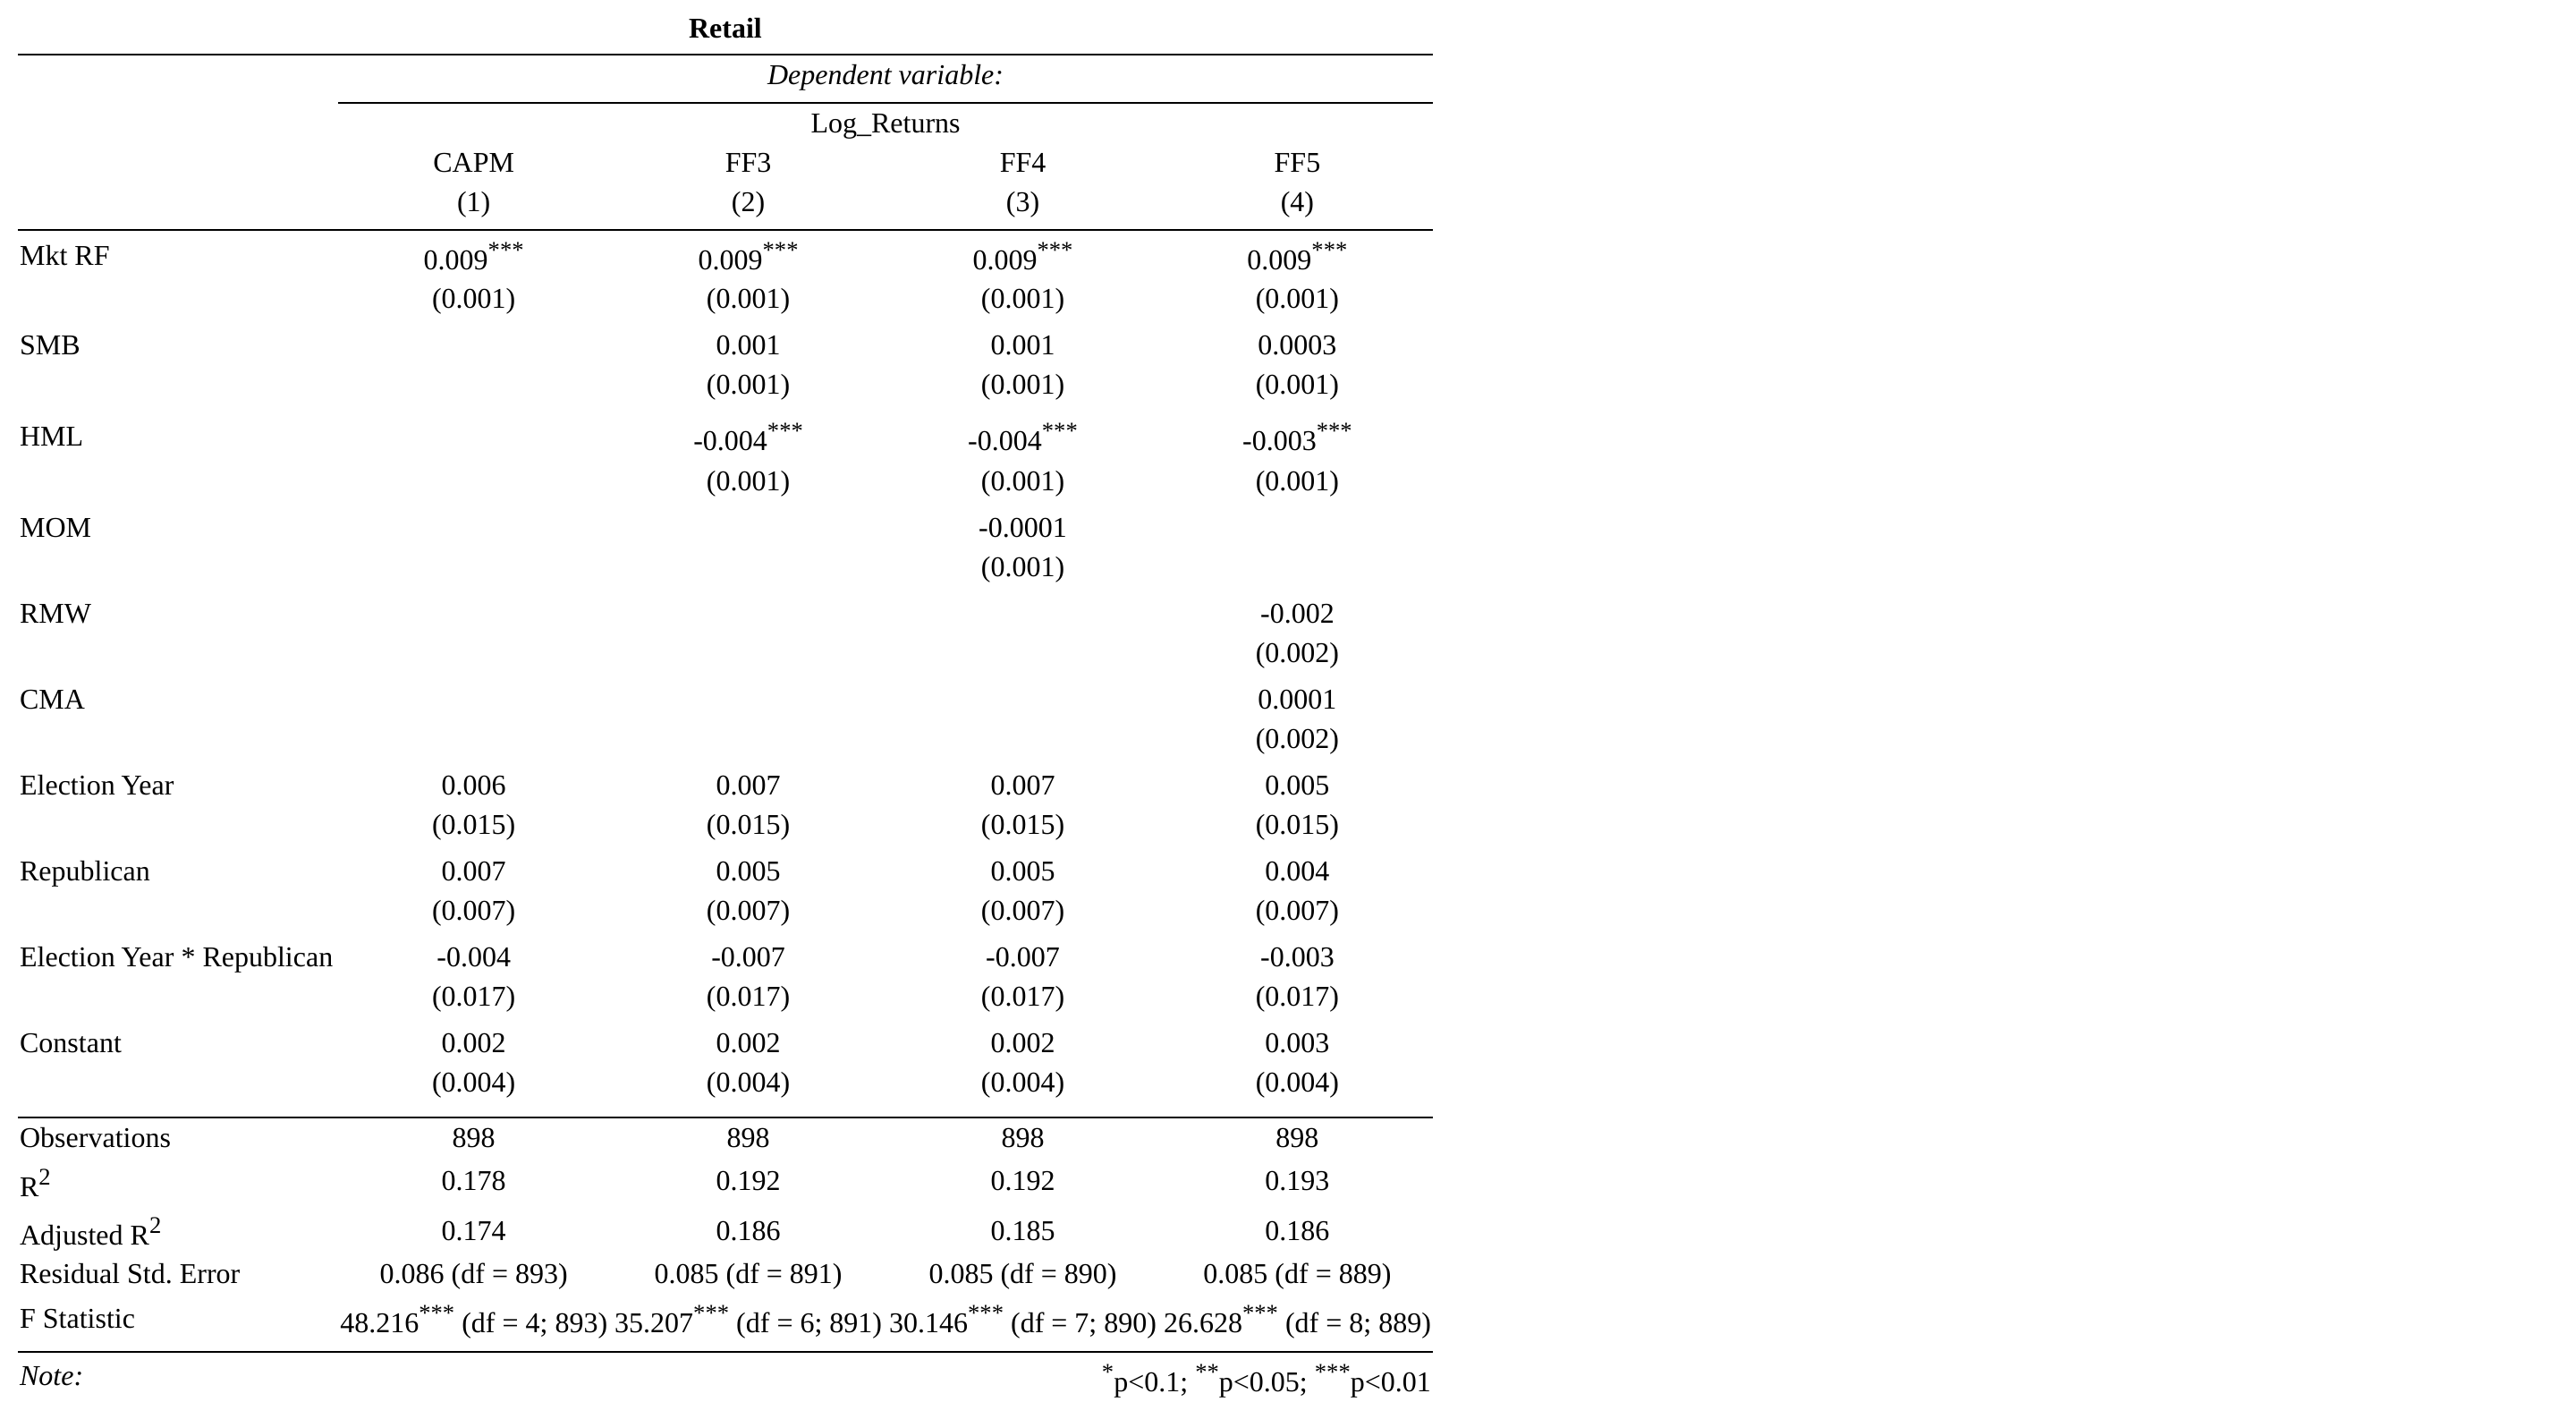 Retail
Dependent variable:
Log_Returns
CAPM FF3 FF4 FF5
(1) (2) (3) (4)
Mkt RF 0.009*** 0.009*** 0.009*** 0.009***
(0.001) (0.001) (0.001) (0.001)
SMB 0.001 0.001 0.0003
(0.001) (0.001) (0.001)
HML -0.004*** -0.004*** -0.003***
(0.001) (0.001) (0.001)
MOM -0.0001
(0.001)
RMW -0.002
(0.002)
CMA 0.0001
(0.002)
Election Year 0.006 0.007 0.007 0.005
(0.015) (0.015) (0.015) (0.015)
Republican 0.007 0.005 0.005 0.004
(0.007) (0.007) (0.007) (0.007)
Election Year * Republican -0.004 -0.007 -0.007 -0.003
(0.017) (0.017) (0.017) (0.017)
Constant 0.002 0.002 0.002 0.003
(0.004) (0.004) (0.004) (0.004)
Observations 898 898 898 898
R2 0.178 0.192 0.192 0.193
Adjusted R2 0.174 0.186 0.185 0.186
Residual Std. Error 0.086 (df = 893) 0.085 (df = 891) 0.085 (df = 890) 0.085 (df = 889)
F Statistic 48.216*** (df = 4; 893) 35.207*** (df = 6; 891) 30.146*** (df = 7; 890) 26.628*** (df = 8; 889)
Note: *p<0.1; **p<0.05; ***p<0.01